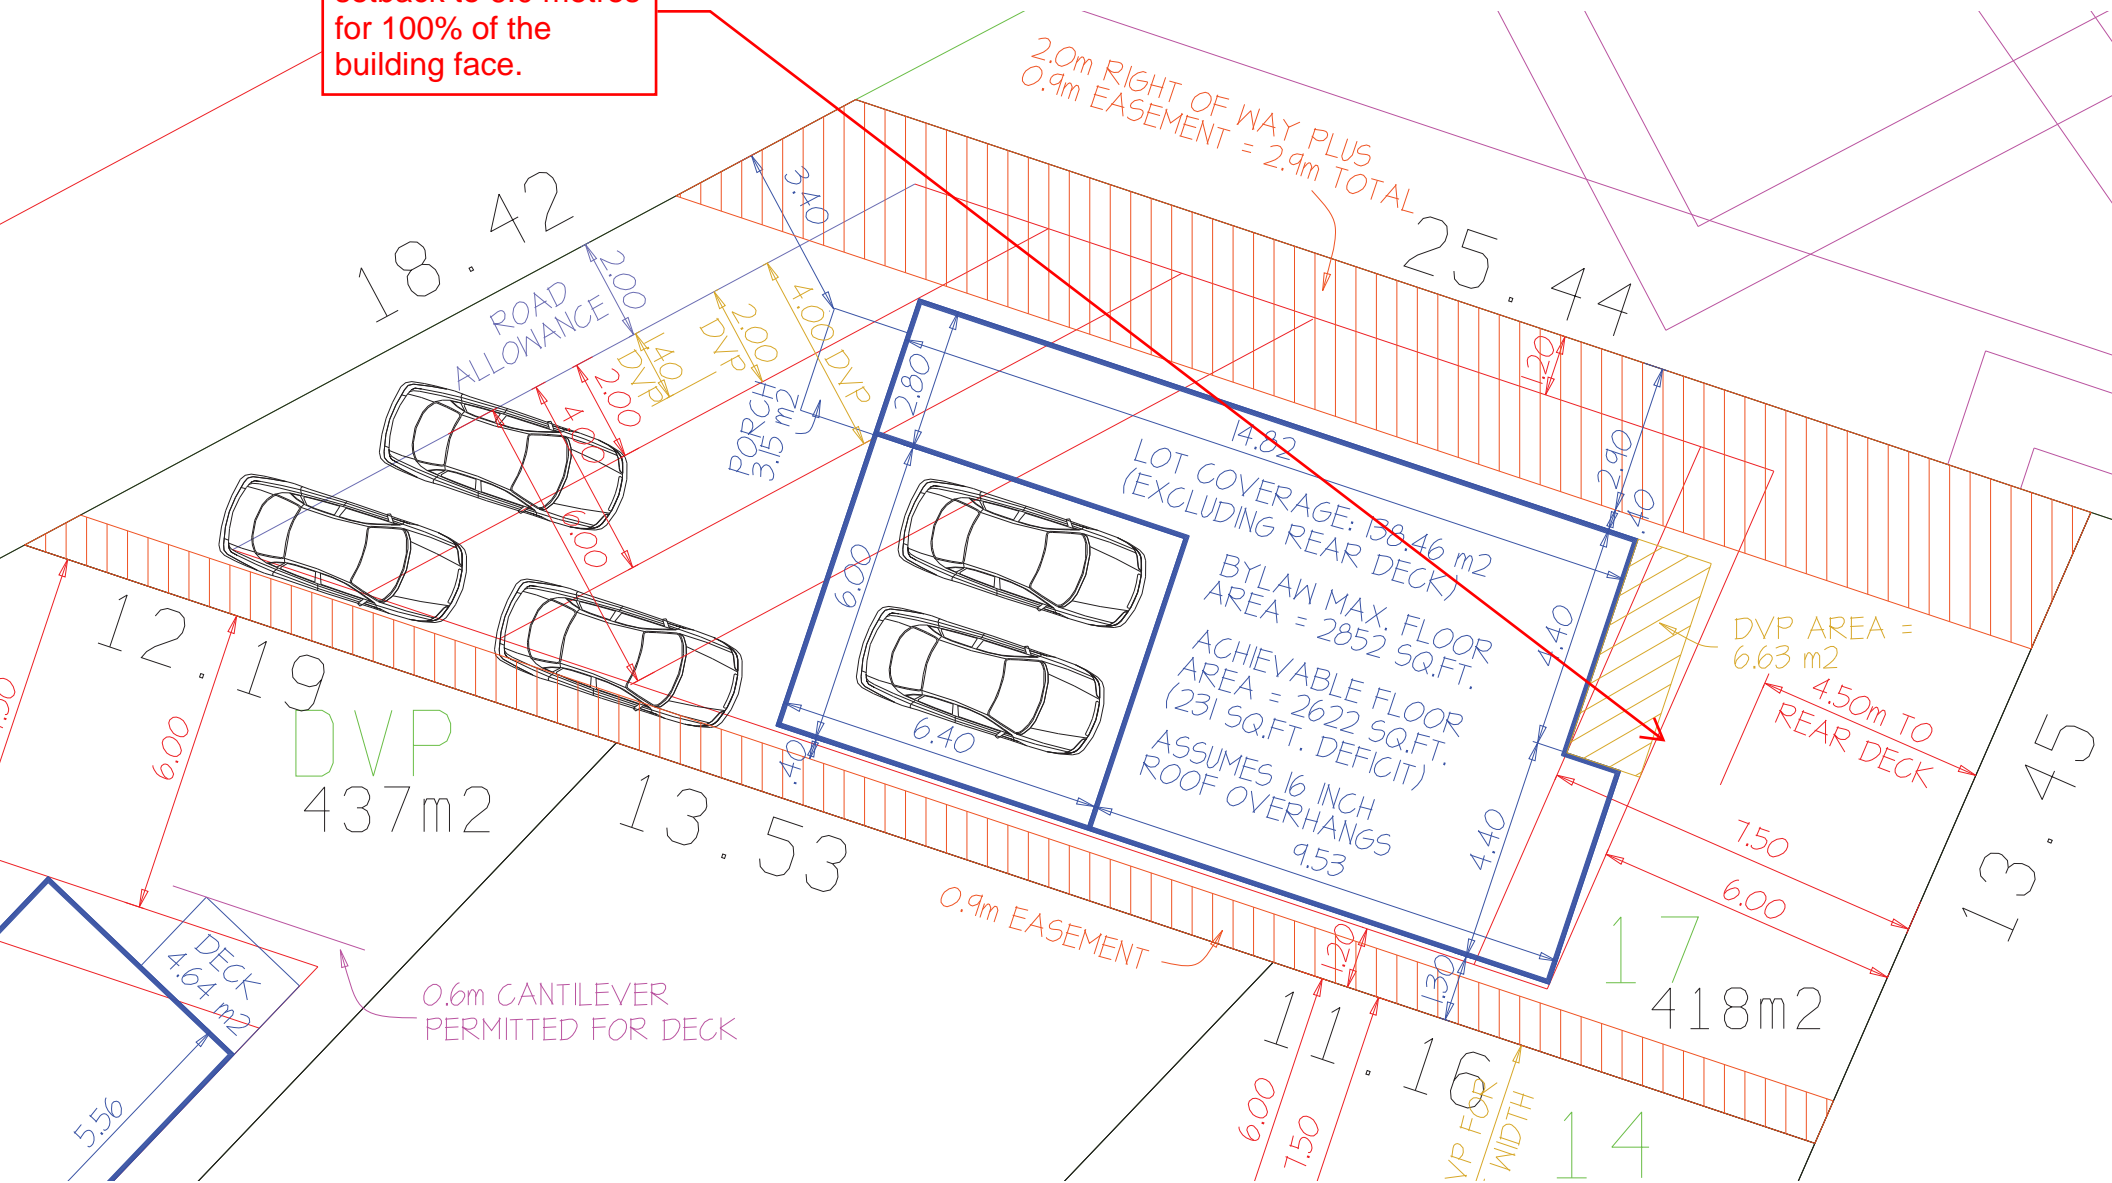 for 100% of the
building face.
2.0m RIGHT OF WAY PLUS
0.9m EASEMENT = 2.9m TOTAL
18.42
25.44
3.40
2.00
ROAD
ALLOWANCE
1.40
DVP
2.00
DVP
4.00 DVP
2.00
6.00
PORCH
3.15 m2
2.80
14.82
1.20
2.90
.40
LOT COVERAGE: 138.46 m2
(EXCLUDING REAR DECK)
BYLAW MAX. FLOOR
AREA = 2852 SQ.FT.
ACHIEVABLE FLOOR
AREA = 2622 SQ.FT.
(231 SQ.FT. DEFICIT)
ASSUMES 16 INCH
ROOF OVERHANGS
9.53
6.00
6.40
.40
4.40
4.40
DVP AREA =
6.63 m2
4.50m TO
REAR DECK
7.50
6.00
13.45
12.19
6.00
DVP
437m2
13.53
0.9m EASEMENT
1.20
1.30
17
418m2
11.16
DECK
4.64 m2
0.6m CANTILEVER
PERMITTED FOR DECK
5.56
6.00
7.50
VP FOR
WIDTH
14